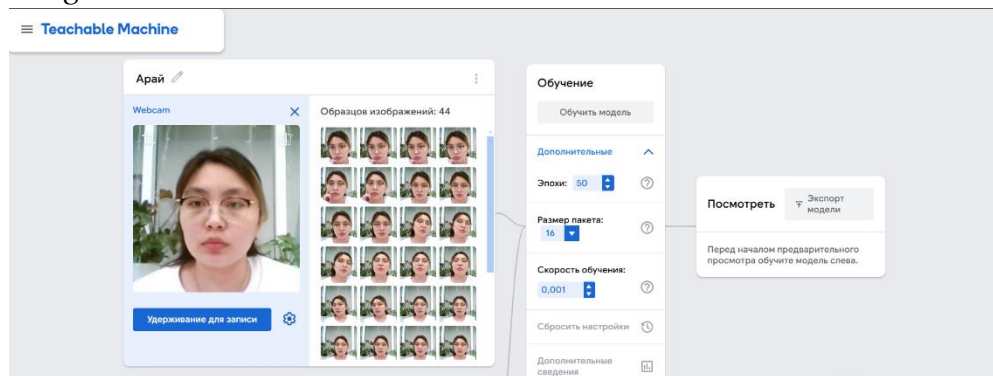 Teachable Machine
Арай
Webcam
Образцов изображений: 44
Удерживание для записи
Обучение
Обучить модель
Дополнительные
Эпохи: 50
Размер пакета:
16
Скорость обучения:
0,001
Сбросить настройки
Дополнительные
сведения
Посмотреть
Экспорт
модели
Перед началом предварительного
просмотра обучите модель слева.